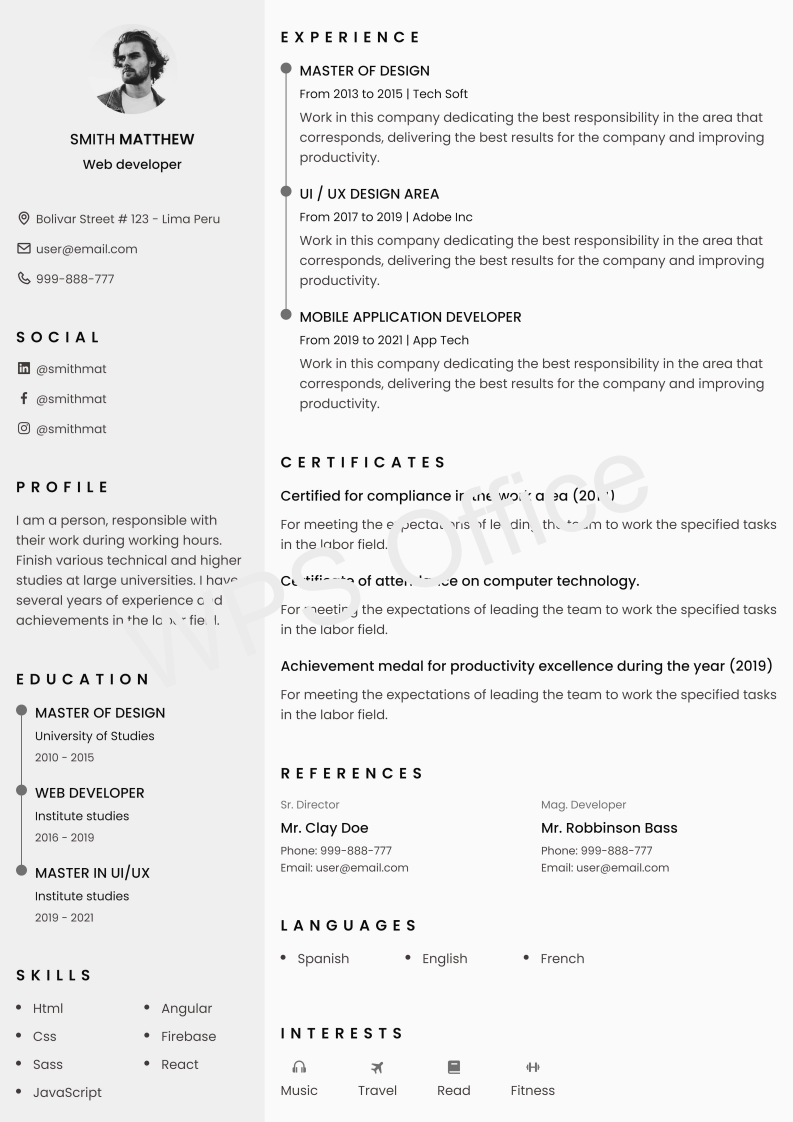 SMITH MATTHEW
Web developer
Bolivar Street # 123 - Lima Peru
user@email.com
999-888-777
SOCIAL
@smithmat
@smithmat
@smithmat
PROFILE
I am a person, responsible with
their work during working hours.
Finish various technical and higher
studies at large universities. I have
several years of experience and
achievements in the labor field.
EDUCATION
MASTER OF DESIGN
University of Studies
2010 - 2015
WEB DEVELOPER
Institute studies
2016 - 2019
MASTER IN UI/UX
Institute studies
2019 - 2021
SKILLS
Html
Css
Sass
JavaScript
Angular
Firebase
React
EXPERIENCE
MASTER OF DESIGN
From 2013 to 2015 | Tech Soft
Work in this company dedicating the best responsibility in the area that
corresponds, delivering the best results for the company and improving
productivity.
UI / UX DESIGN AREA
From 2017 to 2019 | Adobe Inc
Work in this company dedicating the best responsibility in the area that
corresponds, delivering the best results for the company and improving
productivity.
MOBILE APPLICATION DEVELOPER
From 2019 to 2021 | App Tech
Work in this company dedicating the best responsibility in the area that
corresponds, delivering the best results for the company and improving
productivity.
CERTIFICATES
Certified for compliance in the work area
For meeting the expectations of leading the team to work the specified tasks
in the labor field.
Certificate of attendance on computer technology.
For meeting the expectations of leading the team to work the specified tasks
in the labor field.
Achievement medal for productivity excellence during the year (2019)
For meeting the expectations of leading the team to work the specified tasks
in the labor field.
REFERENCES
Sr. Director
Mr. Clay Doe
Phone: 999-888-777
Email: user@email.com
Mag. Developer
Mr. Robbinson Bass
Phone: 999-888-777
Email: user@email.com
LANGUAGES
Spanish
English
French
INTERESTS
Music
Travel
Read
Fitness
WPS Office